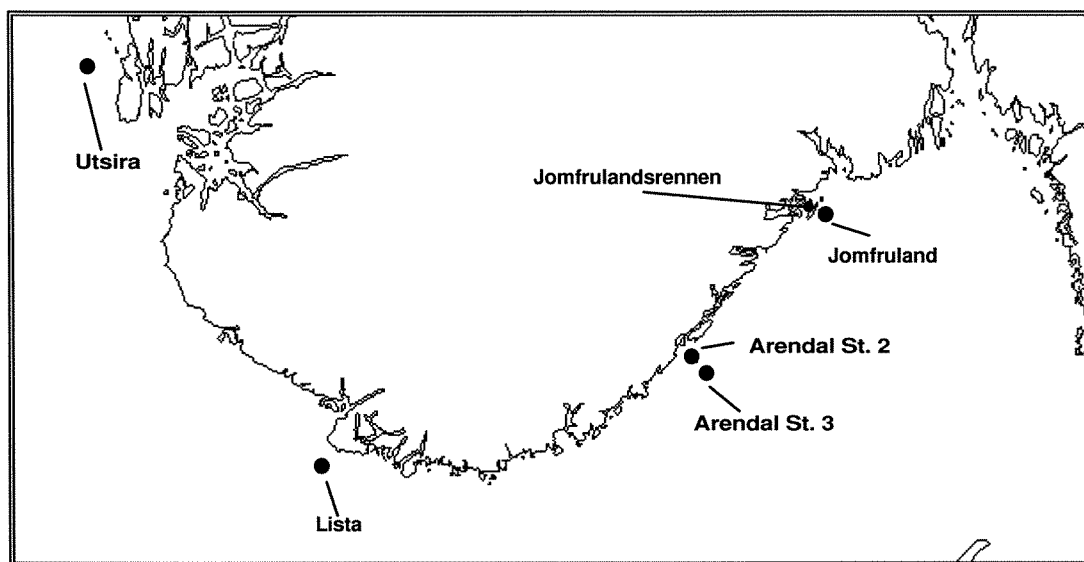 Utsira
Jomfrulandsrennen
Jomfruland
Arendal St. 2
Arendal St. 3
Lista